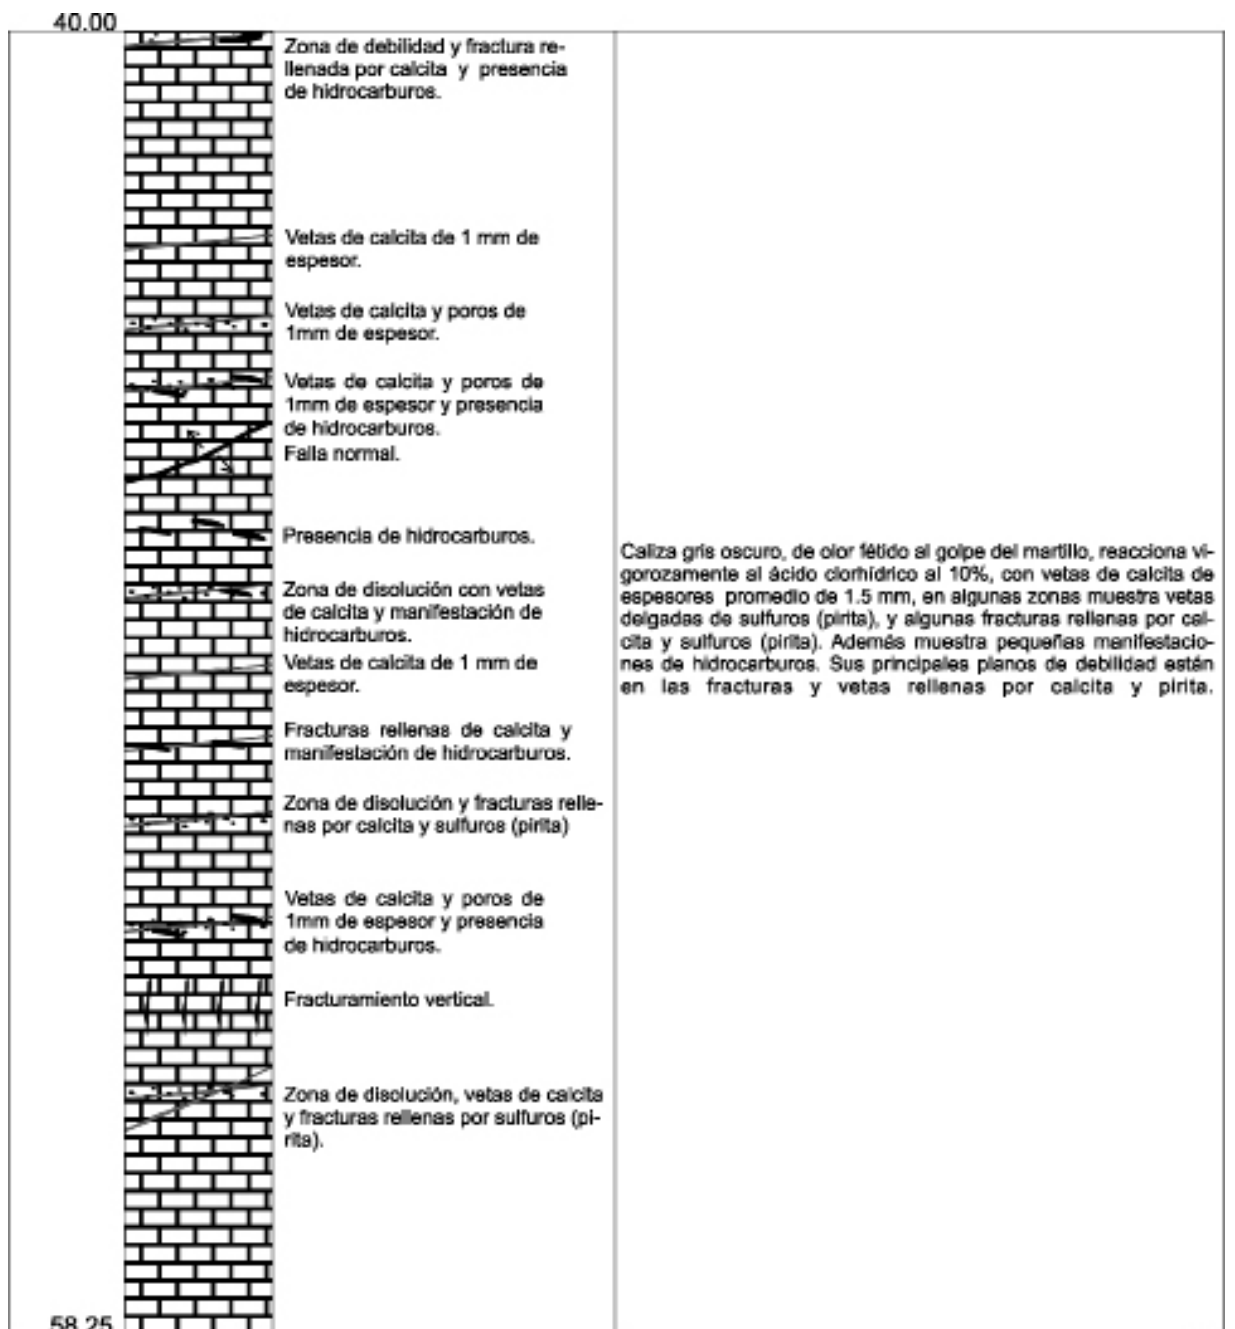 40.00
Zona de debilidad y fractura re-
llenada por calcita y presencia
de hidrocarburos.
Vetas de calcita de 1 mm de
espesor.
Vetas de calcita y poros de
1mm de espesor.
Vetas de calcita y poros de
1mm de espesor y presencia
de hidrocarburos.
Falla normal.
Presencia de hidrocarburos.
Zona de disolución con vetas
de calcita y manifestación de
hidrocarburos.
Vetas de calcita de 1 mm de
espesor.
Fracturas rellenas de calcita y
manifestación de hidrocarburos.
Zona de disolución y fracturas relle-
nas por calcita y sulfuros (pirita)
Vetas de calcita y poros de
1mm de espesor y presencia
de hidrocarburos.
Fracturamiento vertical.
Zona de disolución, vetas de calcita
y fracturas rellenas por sulfuros (pi-
rita).
58.25
Caliza gris oscuro, de olor fétido al golpe del martillo, reacciona vi-
gorozamente al ácido clorhídrico al 10%, con vetas de calcita de
espesores promedio de 1.5 mm, en algunas zonas muestra vetas
delgadas de sulfuros (pirita), y algunas fracturas rellenas por cal-
cita y sulfuros (pirita). Además muestra pequeñas manifestacio-
nes de hidrocarburos. Sus principales planos de debilidad están
en las fracturas y vetas rellenas por calcita y pirita.